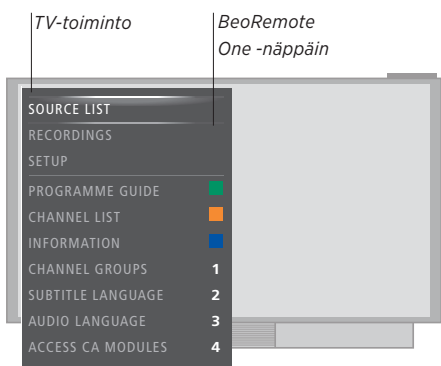 TV-toiminto
BeoRemote
One -näppäin
SOURCE LIST
RECORDINGS
SETUP
PROGRAMME GUIDE
CHANNEL LIST
INFORMATION
CHANNEL GROUPS 1
SUBTITLE LANGUAGE 2
AUDIO LANGUAGE 3
ACCESS CA MODULES 4